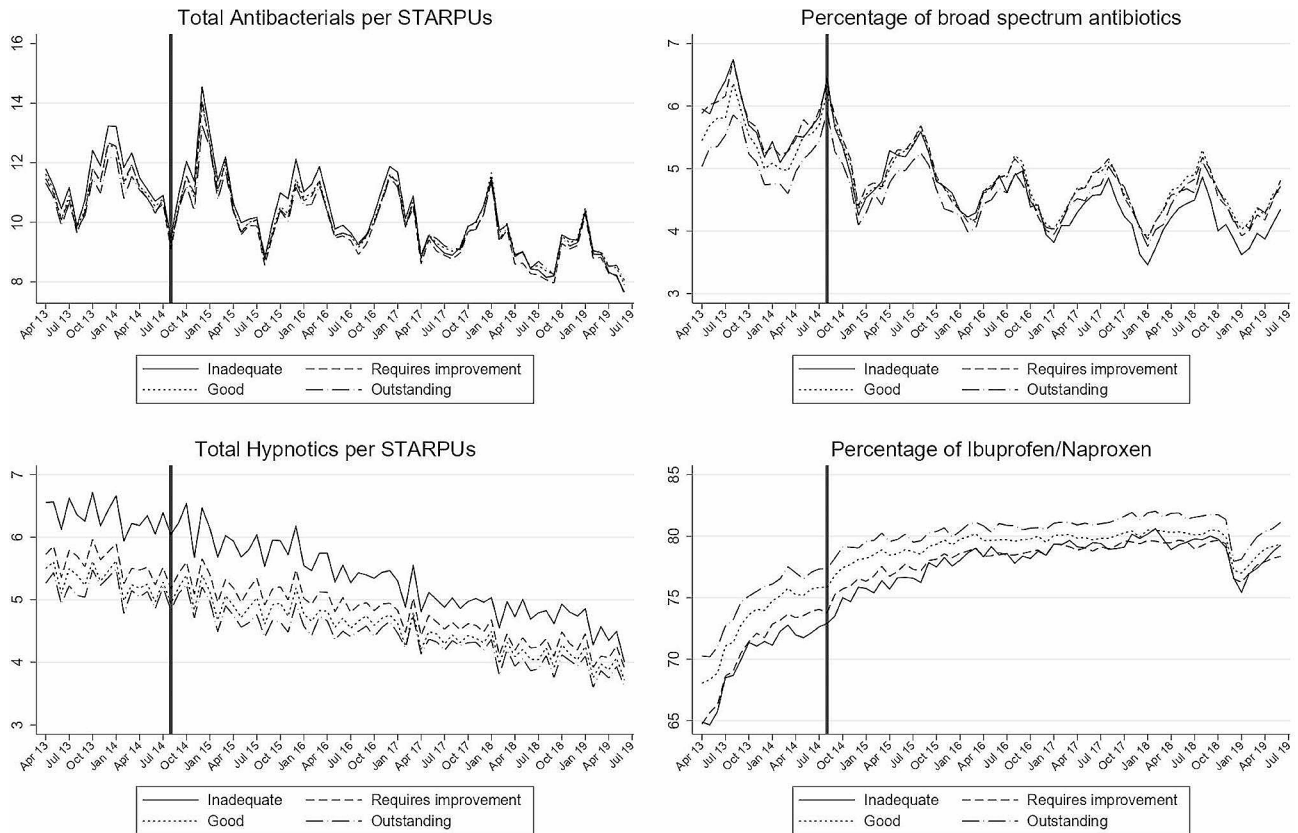 Total Antibacterials per STARPUs
16
14
12
10
8
Apr 13 Jul 13 Oct 13 Jan 14 Apr 14 Jul 14 Oct 14 Jan 15 Apr 15 Jul 15 Oct 15 Jan 16 Apr 16 Jul 16 Oct 16 Jan 17 Apr 17 Jul 17 Oct 17 Jan 18 Apr 18 Jul 18 Oct 18 Jan 19 Apr 19 Jul 19
Inadequate Requires improvement
Good Outstanding
Percentage of broad spectrum antibiotics
7
6
5
4
3
Apr 13 Jul 13 Oct 13 Jan 14 Apr 14 Jul 14 Oct 14 Jan 15 Apr 15 Jul 15 Oct 15 Jan 16 Apr 16 Jul 16 Oct 16 Jan 17 Apr 17 Jul 17 Oct 17 Jan 18 Apr 18 Jul 18 Oct 18 Jan 19 Apr 19 Jul 19
Inadequate Requires improvement
Good Outstanding
Total Hypnotics per STARPUs
7
6
5
4
3
Apr 13 Jul 13 Oct 13 Jan 14 Apr 14 Jul 14 Oct 14 Jan 15 Apr 15 Jul 15 Oct 15 Jan 16 Apr 16 Jul 16 Oct 16 Jan 17 Apr 17 Jul 17 Oct 17 Jan 18 Apr 18 Jul 18 Oct 18 Jan 19 Apr 19 Jul 19
Inadequate Requires improvement
Good Outstanding
Percentage of Ibuprofen/Naproxen
85
80
75
70
65
Apr 13 Jul 13 Oct 13 Jan 14 Apr 14 Jul 14 Oct 14 Jan 15 Apr 15 Jul 15 Oct 15 Jan 16 Apr 16 Jul 16 Oct 16 Jan 17 Apr 17 Jul 17 Oct 17 Jan 18 Apr 18 Jul 18 Oct 18 Jan 19 Apr 19 Jul 19
Inadequate Requires improvement
Good Outstanding